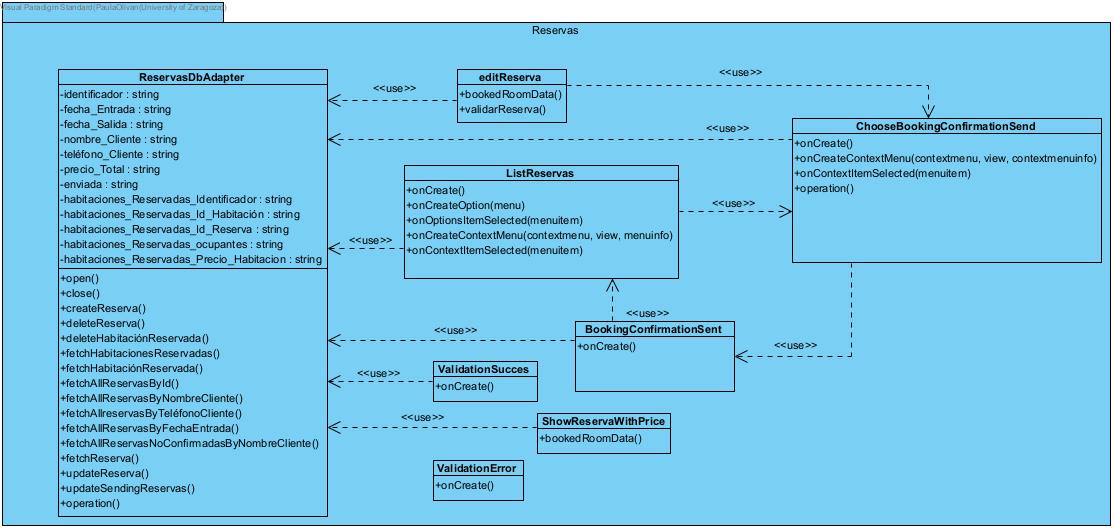 Visual Paradigm Standard(PaulaOlivan(University of Zaragoza))
Reservas
ReservasDbAdapter
-identificador : string
-fecha_Entrada : string
-fecha_Salida : string
-nombre_Cliente : string
-teléfono_Cliente : string
-precio_Total : string
-enviada : string
-habitaciones_Reservadas_Identificador : string
-habitaciones_Reservadas_Id_Habitación : string
-habitaciones_Reservadas_Id_Reserva : string
-habitaciones_Reservadas_ocupantes : string
-habitaciones_Reservadas_Precio_Habitacion : string
+open()
+close()
+createReserva()
+deleteReserva()
+deleteHabitaciónReservada()
+fetchHabitacionesReservadas()
+fetchHabitaciónReservada()
+fetchAllReservasById()
+fetchAllReservasByNombreCliente()
+fetchAllreservasByTeléfonoCliente()
+fetchAllReservasByFechaEntrada()
+fetchAllReservasNoConfirmadasByNombreCliente()
+fetchReserva()
+updateReserva()
+updateSendingReservas()
+operation()
<<use>>
editReserva
+bookedRoomData()
+validarReserva()
<<use>>
<<use>>
ChooseBookingConfirmationSend
+onCreate()
+onCreateContextMenu(contextmenu, view, contextmenuinfo)
+onContextItemSelected(menuitem)
+operation()
ListReservas
+onCreate()
+onCreateOption(menu)
+onOptionsItemSelected(menuitem)
+onCreateContextMenu(contextmenu, view, menuinfo)
+onContextItemSelected(menuitem)
<<use>>
<<use>>
<<use>>
<<use>>
BookingConfirmationSent
+onCreate()
<<use>>
<<use>>
ValidationSucces
+onCreate()
<<use>>
ShowReservaWithPrice
+bookedRoomData()
ValidationError
+onCreate()